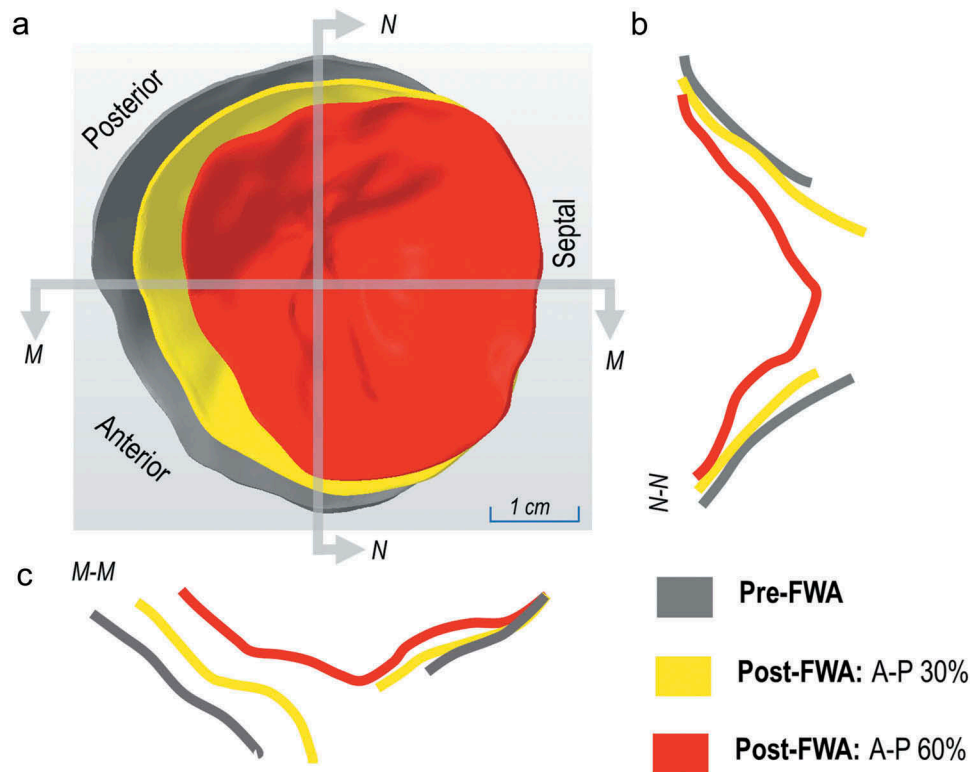 a
N
b
Posterior
Septal
M
M
Anterior
1 cm
N
N-N
c
M-M
Pre-FWA
Post-FWA: A-P 30%
Post-FWA: A-P 60%